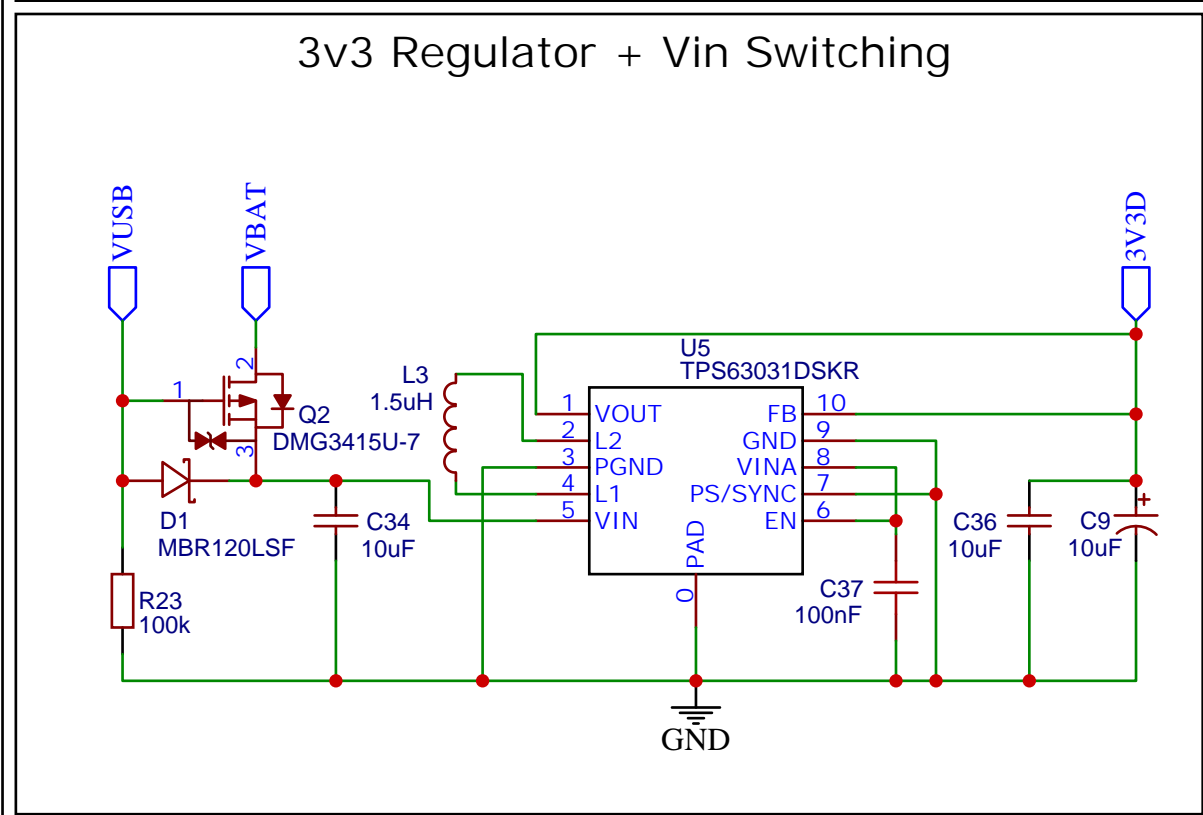 3v3 Regulator + Vin Switching
VUSB
VBAT
3V3D
2
1
Q2
DMG3415U-7
3
D1
MBR120LSF
R23
100k
C34
10uF
L3
1.5uH
U5
TPS63031DSKR
1 VOUT
2 L2
3 PGND
4 L1
5 VIN
FB 10
GND 9
VINA 8
PS/SYNC 7
EN 6
PAD
0
C37
100nF
C36
10uF
+
C9
10uF
GND